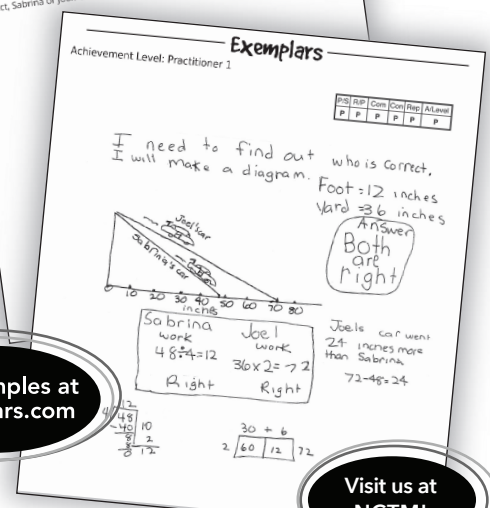 ct, Sabrina or
Exemplars
Achievement Level: Practitioner 1
P/S R/P Com Con Rep A/Level
P P P P P P
I need to find out who is correct.
I will make a diagram.
Foot = 12 inches
Yard = 36 inches
Answer
Both
are
right
Joel's car
Sabrina's car
0 10 20 30 40 50 60 70 80
inches
Sabrina
work
48÷4=12
Right
Joel
work
36x2=72
Right
Joels car went
24 inches more
than Sabrina
72-48=24
12
4 48
-40 10
8 2
8
0 12
30 + 6
2 60 12 72
mples at
rs.com
Visit us at
NCTM!